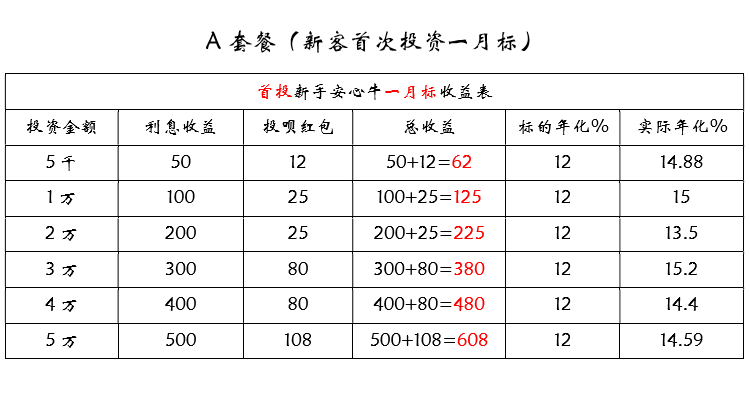 A 套餐（新客首次投资一月标）
首投新手安心牛一月标收益表
投资金额 利息收益 投呗红包 总收益 标的年化% 实际年化%
5 千 50 12 50+12=62 12 14.88
1 万 100 25 100+25=125 12 15
2 万 200 25 200+25=225 12 13.5
3 万 300 80 300+80=380 12 15.2
4 万 400 80 400+80=480 12 14.4
5 万 500 108 500+108=608 12 14.59